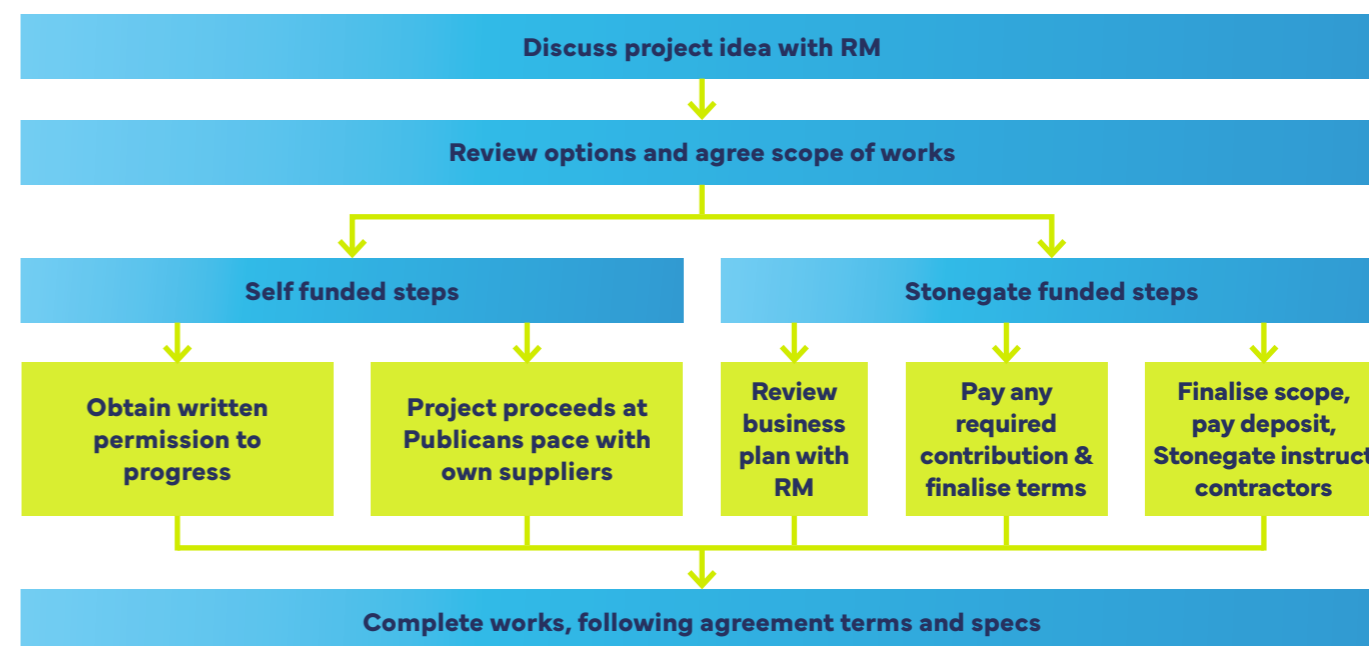 Discuss project idea with RM
Review options and agree scope of works
Self funded steps
Stonegate funded steps
Obtain written
permission to
progress
Project proceeds at
Publicans pace with
own suppliers
Review
business
plan with
RM
Pay any
required
contribution &
finalise terms
Finalise scope,
pay deposit,
Stonegate instruct
contractors
Complete works, following agreement terms and specs